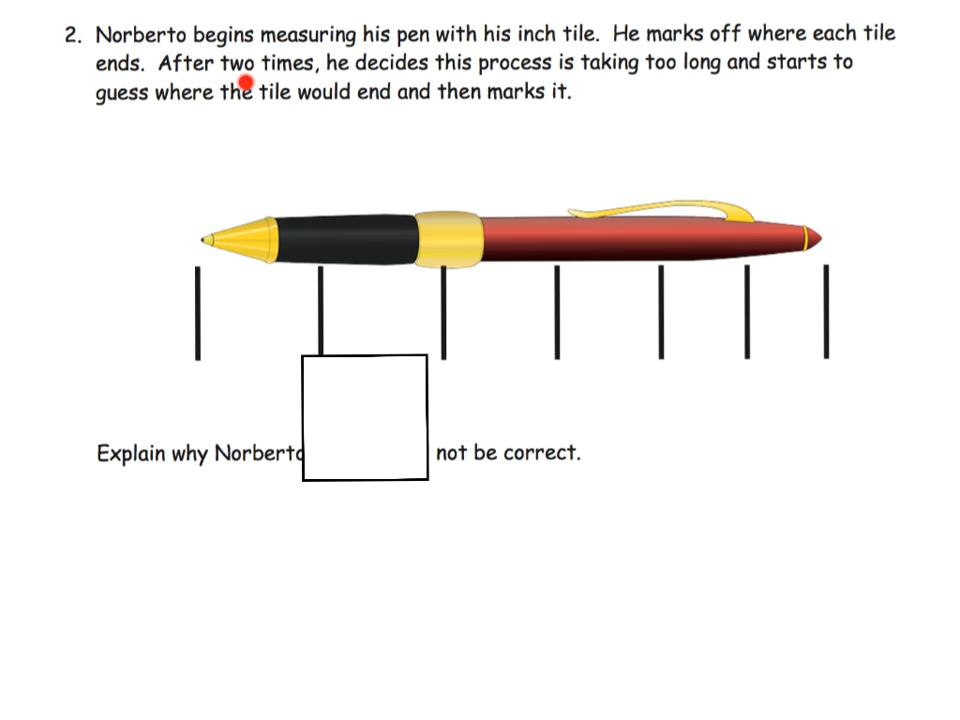 2. Norberto begins measuring his pen with his inch tile. He marks off where each tile
ends. After two times, he decides this process is taking too long and starts to
guess where the tile would end and then marks it.
Explain why Norberto not be correct.